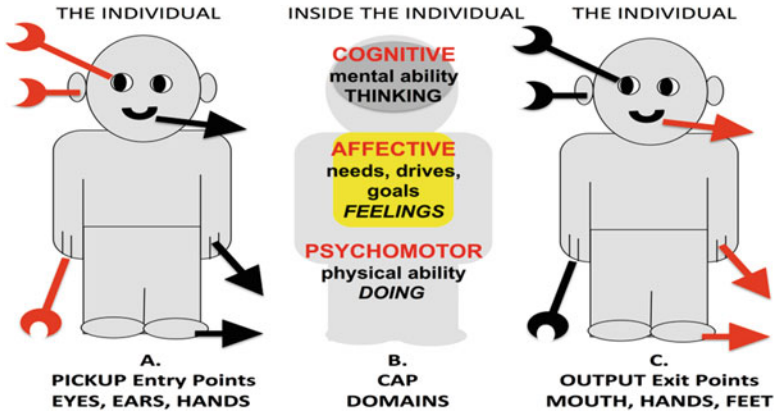 THE INDIVIDUAL
INSIDE THE INDIVIDUAL
THE INDIVIDUAL
COGNITIVE
mental ability
THINKING
AFFECTIVE
needs, drives,
goals
FEELINGS
PSYCHOMOTOR
physical ability
DOING
A.
PICKUP Entry Points
EYES, EARS, HANDS
B.
CAP
DOMAINS
C.
OUTPUT Exit Points
MOUTH, HANDS, FEET